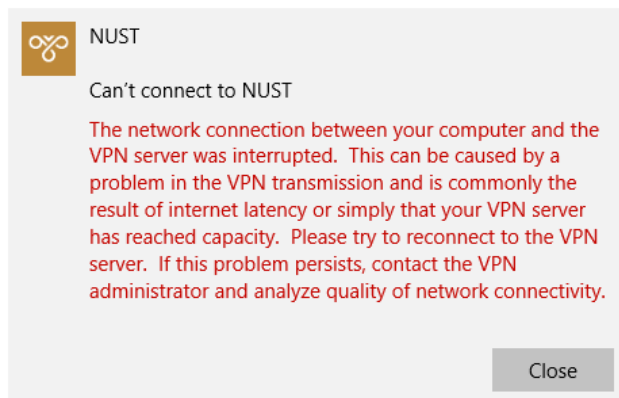 NUST
Can't connect to NUST
The network connection between your computer and the
VPN server was interrupted.  This can be caused by a
problem in the VPN transmission and is commonly the
result of internet latency or simply that your VPN server
has reached capacity.  Please try to reconnect to the VPN
server.  If this problem persists, contact the VPN
administrator and analyze quality of network connectivity.
Close